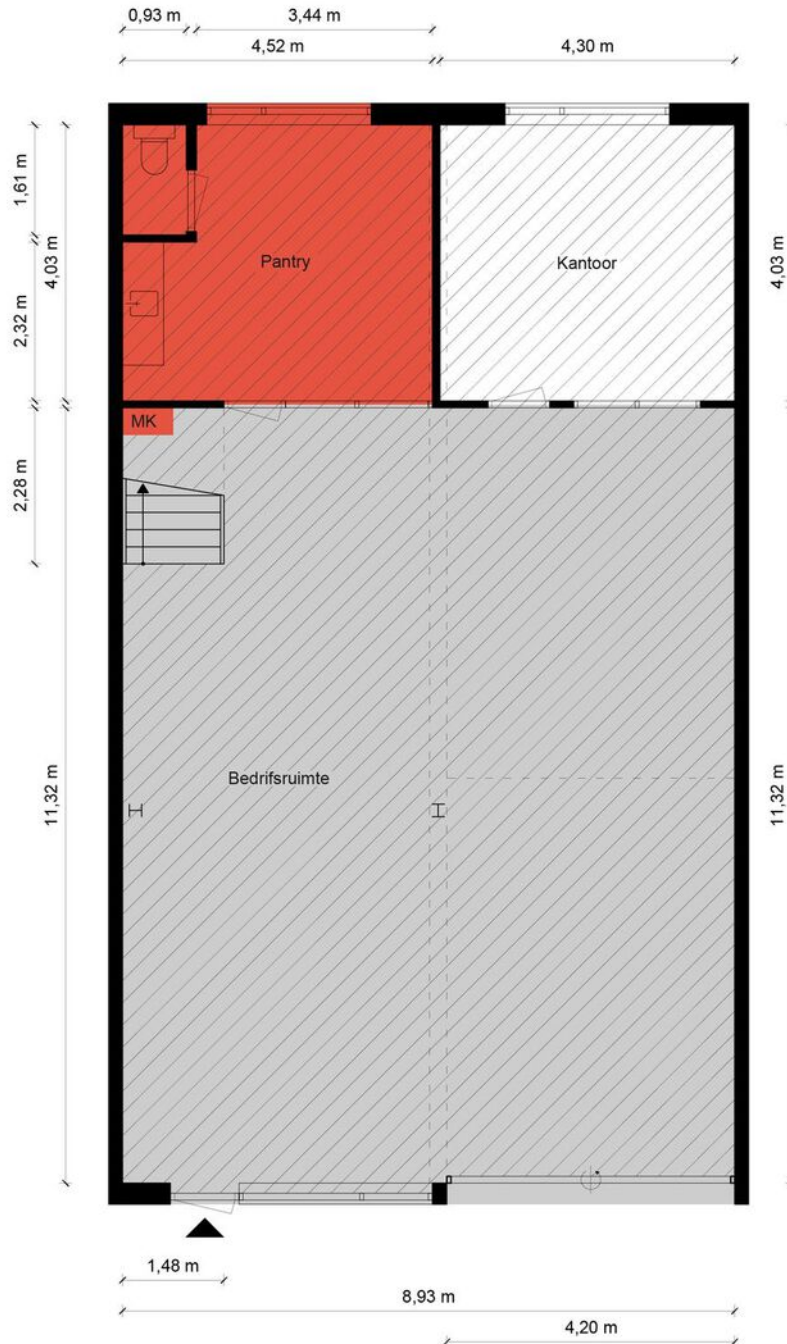 0,93 m
3,44 m
4,52 m
4,30 m
1,61 m
4,03 m
2,32 m
4,03 m
Pantry
Kantoor
MK
2,28 m
Bedrifsruimte
11,32 m
11,32 m
1,48 m
8,93 m
4,20 m